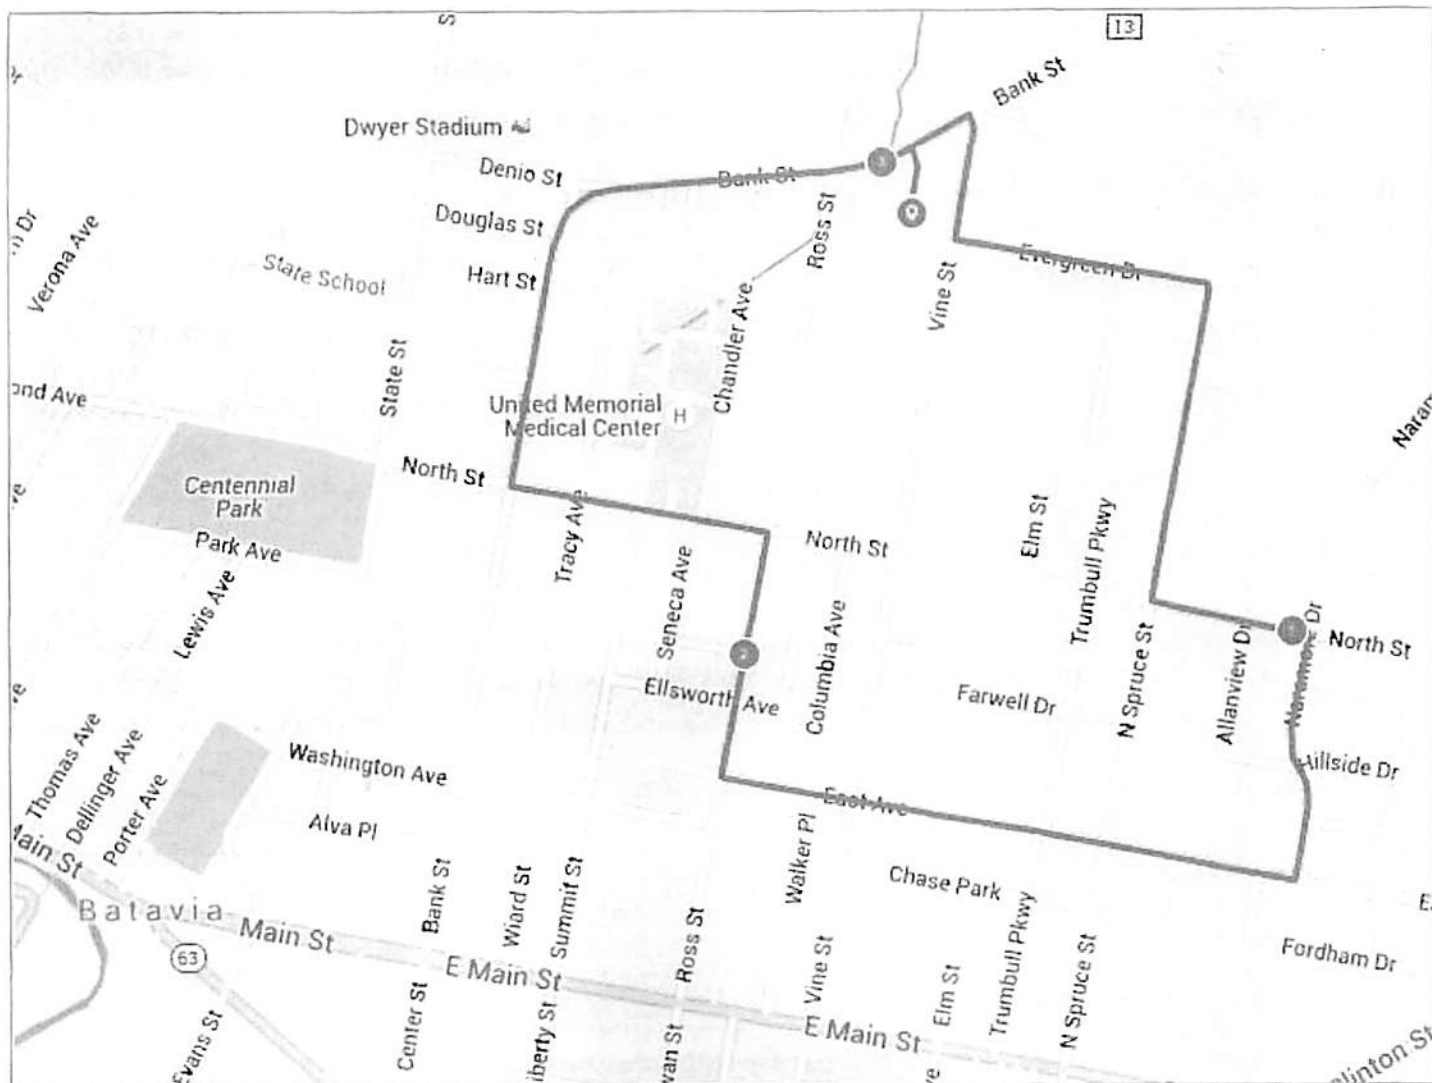 13
Bank St
Dwyer Stadium
Denio St
Bank St
Douglas St
Ross St
Verona Ave
Dr
State School
Hart St
Evergreen Dr
Vine St
Chandler Ave
State St
Ave
United Memorial
Medical Center
H
North St
Centennial
Park
Park Ave
Tracy Ave
North St
Elm St
Trumbull Pkwy
Lewis Ave
Seneca Ave
Columbia Ave
N Spruce St
Allanview Dr
Dr
North St
Ellsworth Ave
Farwell Dr
Hillside Dr
Thomas Ave
Dellinger Ave
Porter Ave
Washington Ave
Alva Pl
East Ave
Main St
Walker Pl
Chase Park
Bank St
Wiard St
Summit St
Batavia
Main St
Ross St
Trumbull Pkwy
Fordham Dr
63
E Main St
Vine St
Elm St
N Spruce St
Evans St
Center St
E Main St